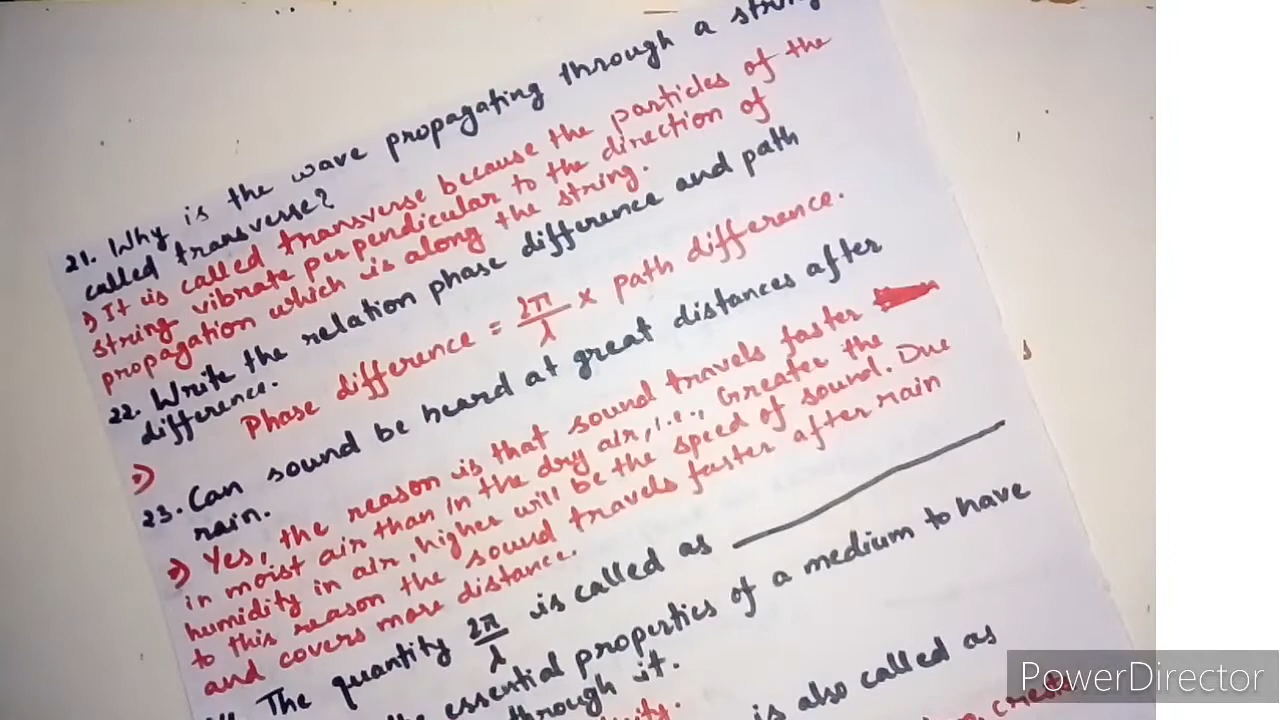 21. Why is the wave propagating through a string
called transverse?
⇒ It is called transverse because the particles of the
string vibrate perpendicular to the direction of
propagation which is along the string.
22. Write the relation phase difference and path
difference.
⇒ Phase difference = 2π/λ × path difference.
23. Can sound be heard at great distances after
rain.
⇒ Yes, the reason is that sound travels faster
in moist air than in the dry air, i.e., Greater the
humidity in air, higher will be the speed of sound. Due
to this reason the sound travels faster after rain
and covers more distance.
The quantity 2π/λ is called as
essential properties of a medium to have
through it.
is also called as
PowerDirector